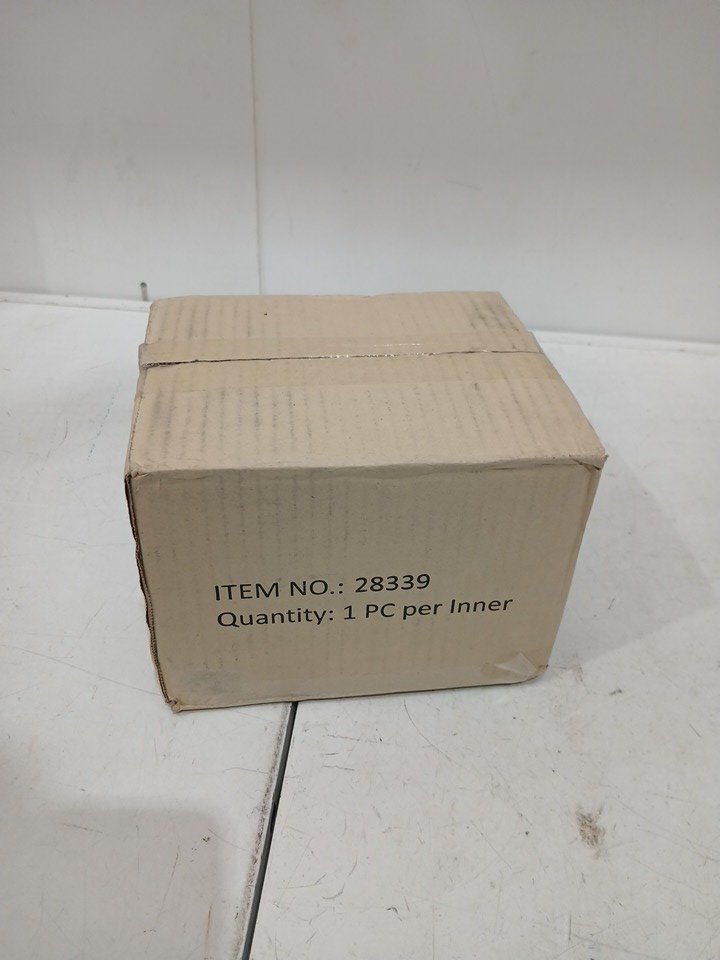 ITEM NO.: 28339
Quantity: 1 PC per Inner